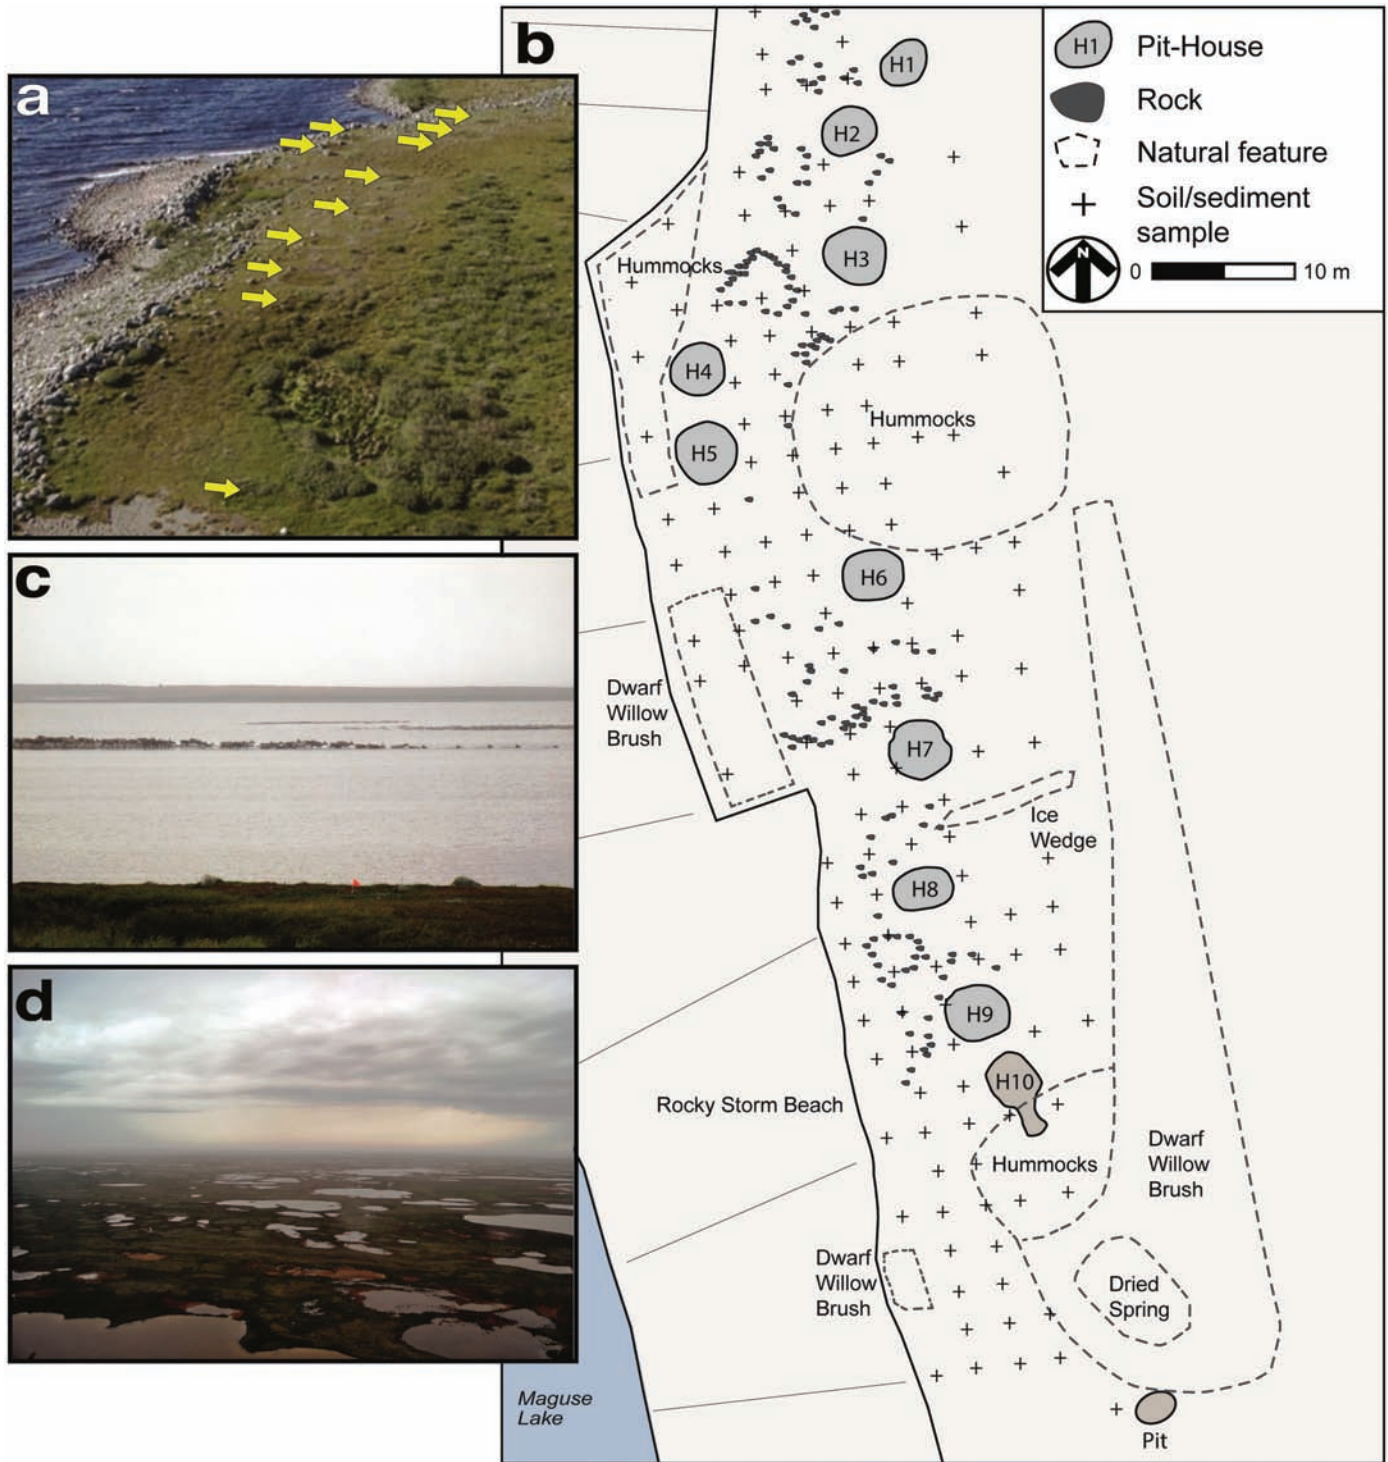 a
b
c
d
H1
Pit-House
Rock
Natural feature
Soil/sediment
sample
N
0
10 m
H1
H2
H3
Hummocks
H4
Hummocks
H5
H6
Dwarf
Willow
Brush
H7
Ice
Wedge
H8
H9
H10
Rocky Storm Beach
Hummocks
Dwarf
Willow
Brush
Dwarf
Willow
Brush
Dried
Spring
Maguse
Lake
Pit